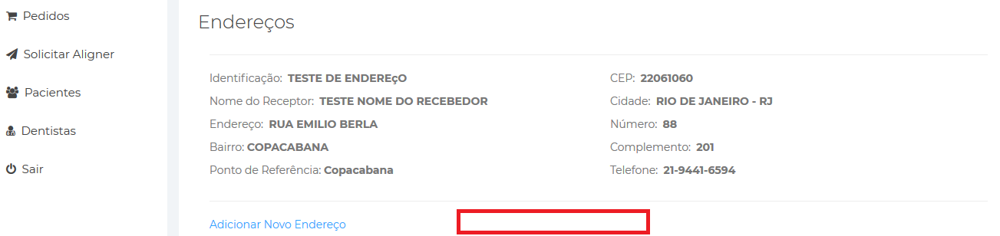 Pedidos
Solicitar Aligner
Pacientes
Dentistas
Sair
Endereços
Identificação: TESTE DE ENDEREçO
Nome do Receptor: TESTE NOME DO RECEBEDOR
Endereço: RUA EMILIO BERLA
Bairro: COPACABANA
Ponto de Referência: Copacabana
CEP: 22061060
Cidade: RIO DE JANEIRO - RJ
Número: 88
Complemento: 201
Telefone: 21-9441-6594
Adicionar Novo Endereço